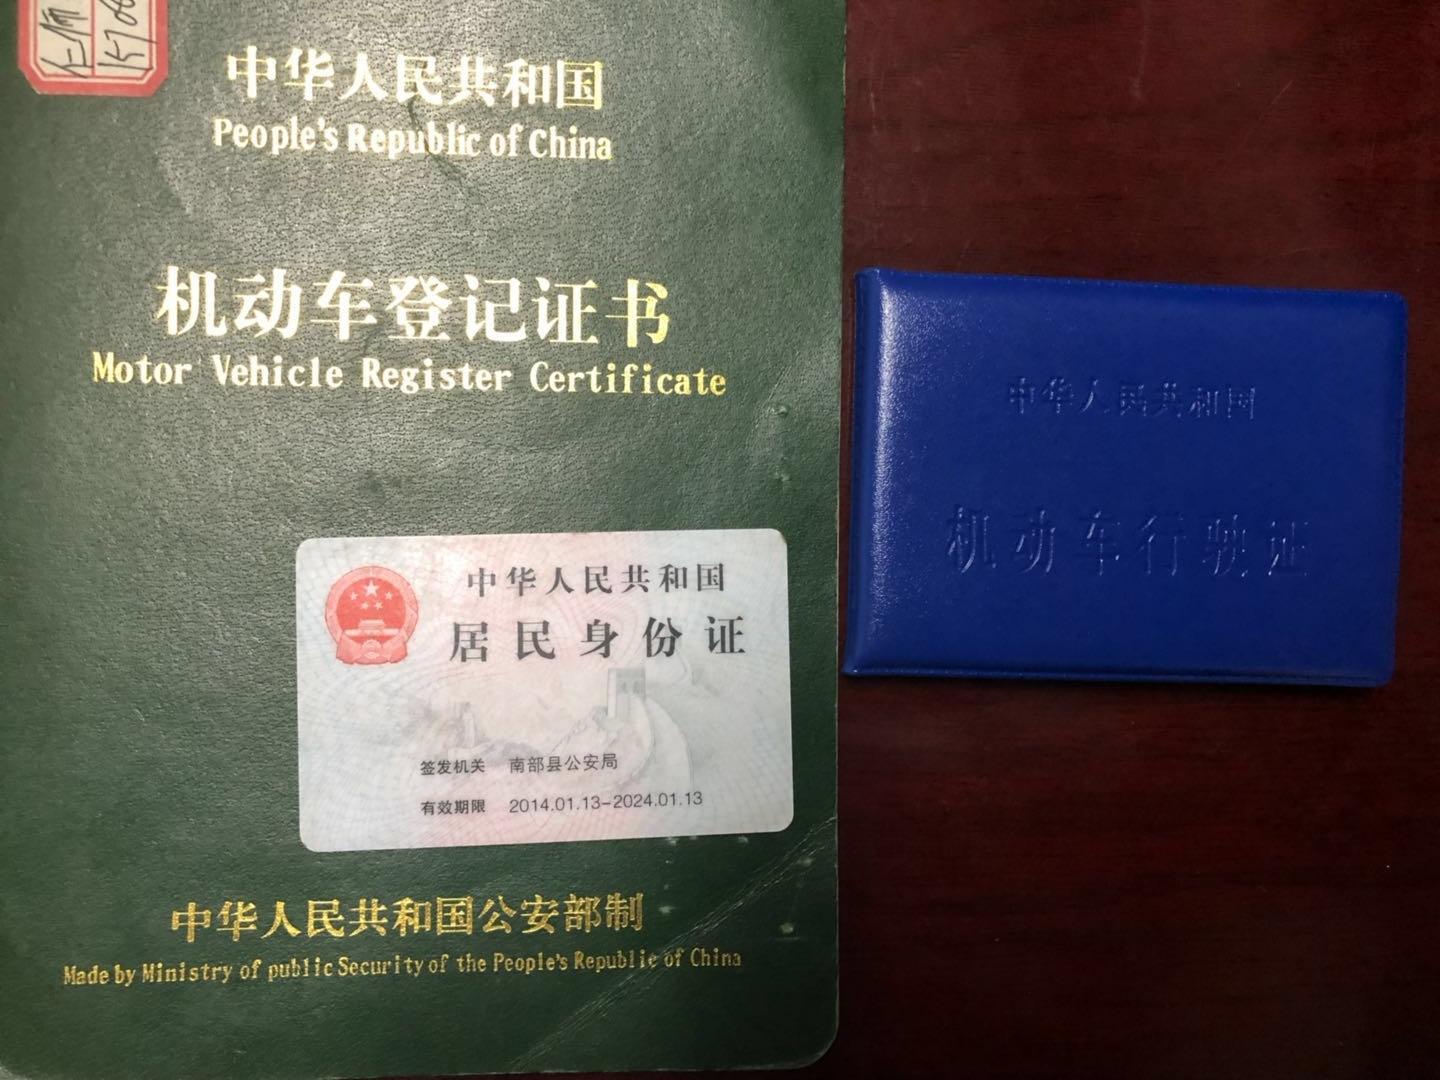 中华人民共和国
People's Republic of China
机动车登记证书
Motor Vehicle Register Certificate
中华人民共和国
居民身份证
签发机关 南部县公安局
有效期限 2014.01.13-2024.01.13
中华人民共和国公安部制
Made by Ministry of public Security of the People's Republic of China
中华人民共和国
机动车行驶证